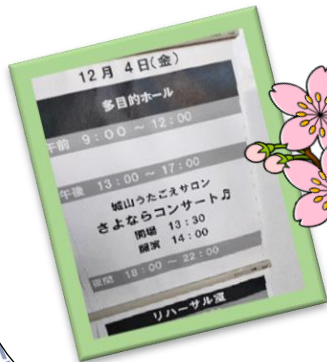 12月 4日(金)
多目的ホール
午前 9:00 ～ 12:00
午後 13:00 ～ 17:00
城山うたごえサロン
さよならコンサート♬
開場 13:30
開演 14:00
夜間 18:00 ～ 22:00
リハーサル室